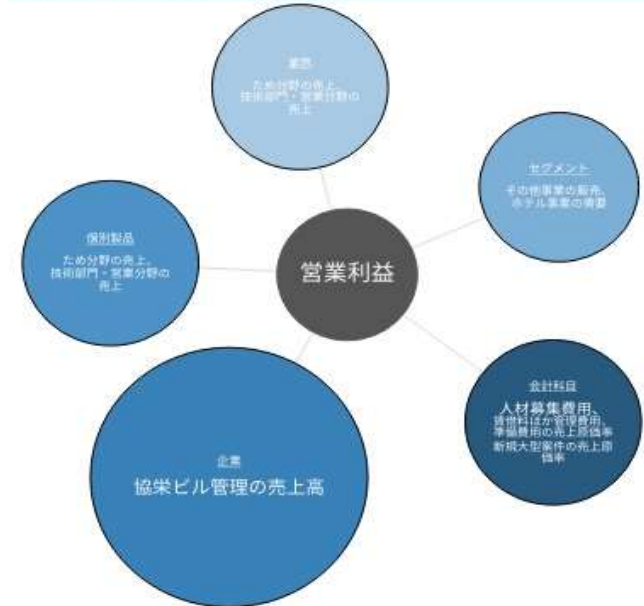 業界
ため分野の売上、
技術部門・営業分野の
売上
セグメント
その他事業の販売、
ホテル事業の需要
個別製品
ため分野の売上、
技術部門・営業分野の
売上
営業利益
会計科目
人材募集費用、
賃借料ほか管理費用、
準備費用の売上原価率
新規大型案件の売上原
価率
企業
協栄ビル管理の売上高